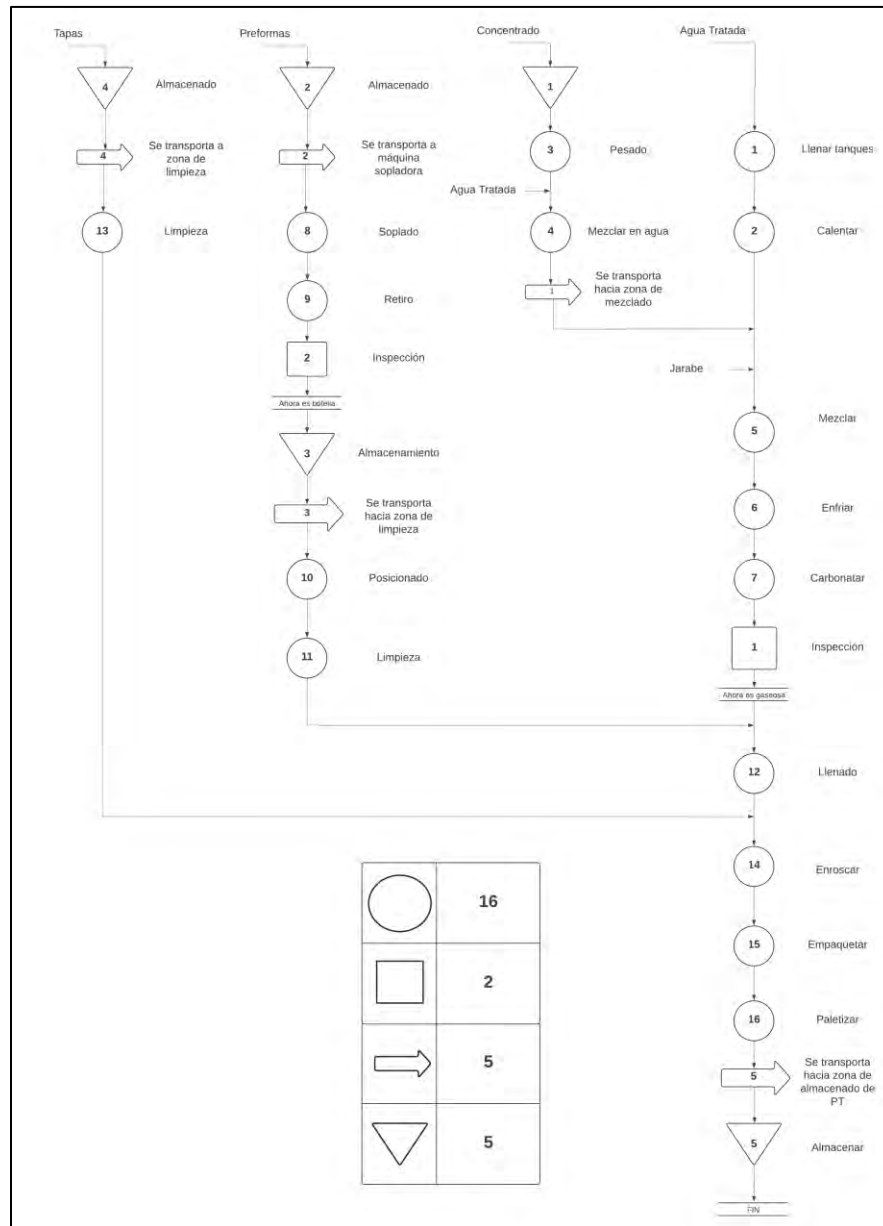 Tapas
Preformas
Concentrado
Agua Tratada
4
Almacenado
2
Almacenado
1
4
Se transporta a
zona de
limpieza
2
Se transporta a
máquina
sopladora
3
Pesado
1
Llenar tanques
Agua Tratada
13
Limpieza
8
Soplado
4
Mezclar en agua
2
Calentar
9
Retiro
1
Se transporta
hacia zona de
mezclado
2
Inspección
Jarabe
Ahora es botella
3
Almacenamiento
5
Mezclar
3
Se transporta
hacia zona de
limpieza
6
Enfriar
10
Posicionado
7
Carbonatar
11
Limpieza
1
Inspección
Ahora es gaseosa
12
Llenado
14
Enroscar
16
15
Empaquetar
2
16
Paletizar
5
5
Se transporta
hacia zona de
almacenado de
PT
5
5
Almacenar
FIN